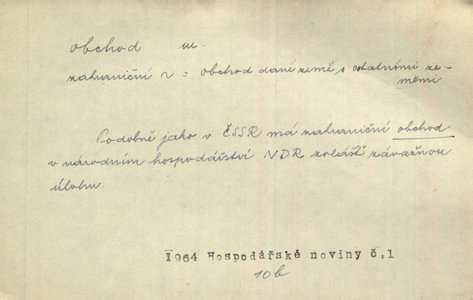 obchod m.
zahraniční ~ = obchod dané země s ostatními ze-
měmi
Podobně jako v ČSSR má zahraniční obchod
v národním hospodářství NDR zvlášť závažnou
úlohu.
1964 Hospodářské noviny č.1
10b